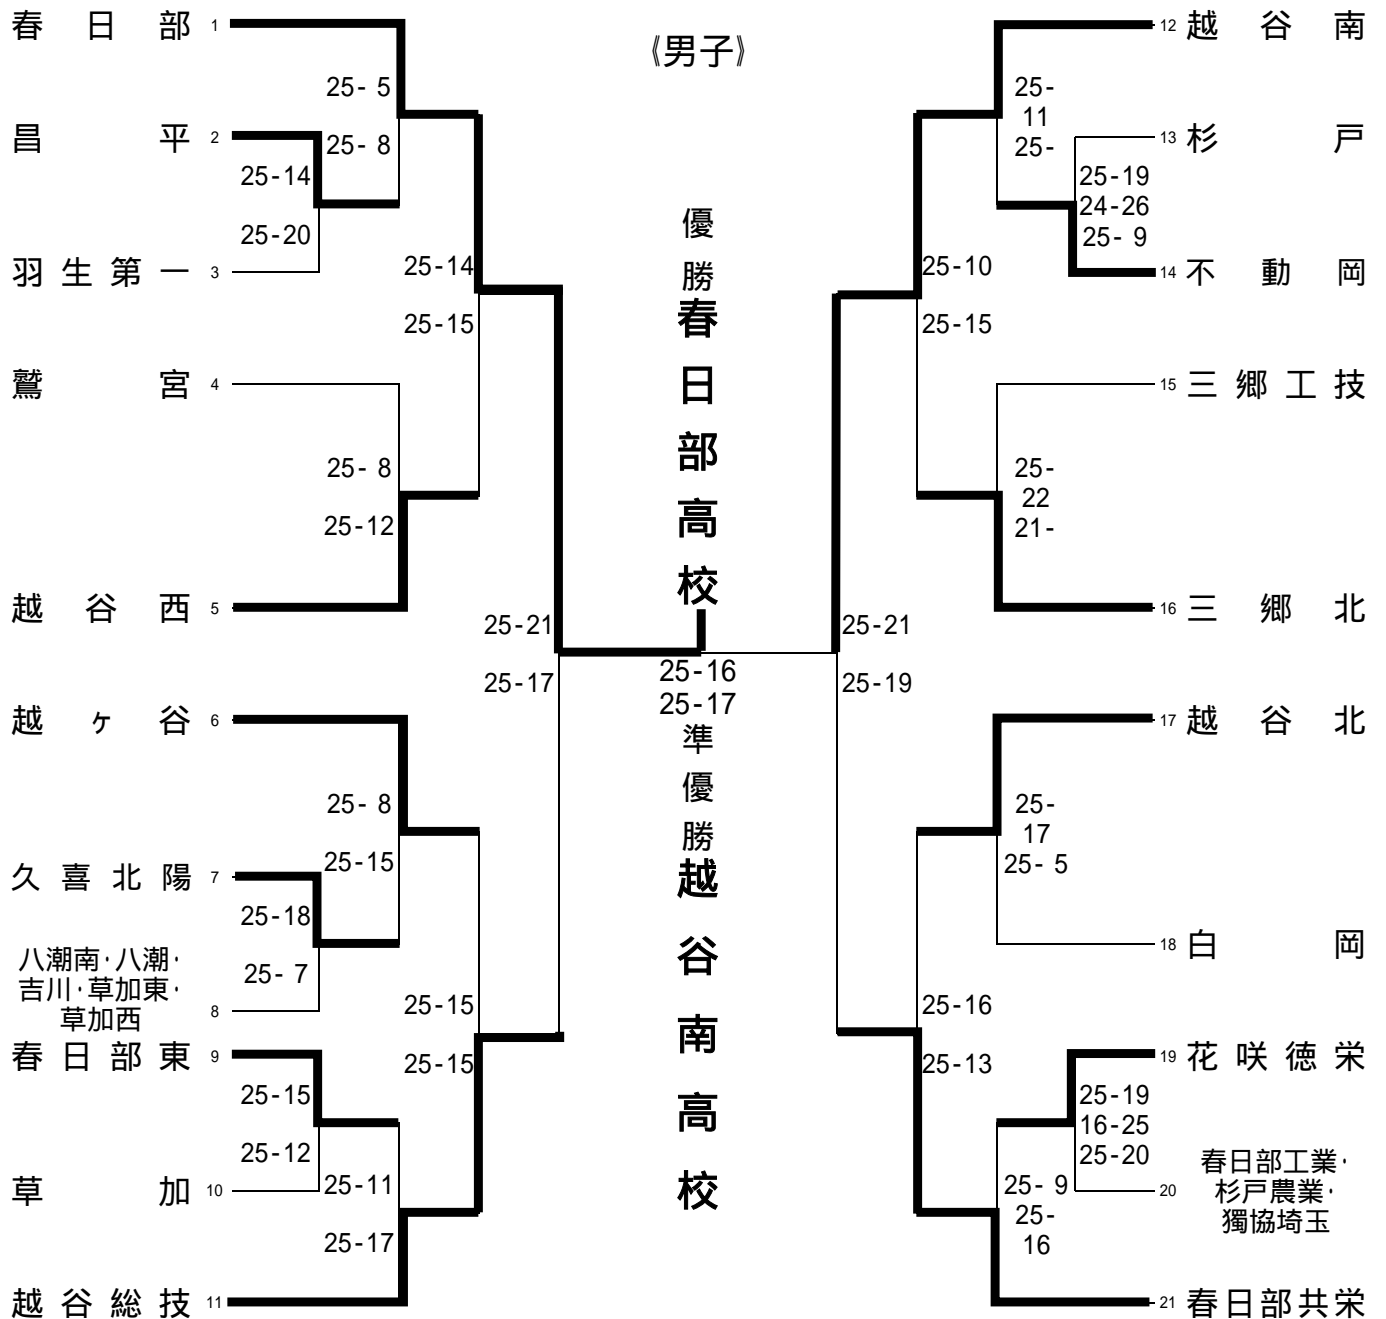 《男子》
春日部 1
25- 5
25- 8
昌平 2
25-14
25-20
羽生第一 3
25-14
25-15
鷲宮 4
25- 8
25-12
越谷西 5
25-21
25-17
越ヶ谷 6
25- 8
25-15
久喜北陽 7
25-18
25- 7
八潮南・八潮・
吉川・草加東・
草加西
8
25-15
25-15
春日部東 9
25-15
25-12
草加 10
25-11
25-17
越谷総技 11
優勝
春日部高校
25-16
25-17
準優勝
越谷南高校
12 越谷南
25-
11
25-
13 杉戸
25-19
24-26
25- 9
14 不動岡
25-10
25-15
15 三郷工技
25-
22
21-
16 三郷北
25-21
25-19
17 越谷北
25-
17
25- 5
18 白岡
25-16
25-13
19 花咲徳栄
25-19
16-25
25-20
20
春日部工業・
杉戸農業・
獨協埼玉
25- 9
25-
16
21 春日部共栄